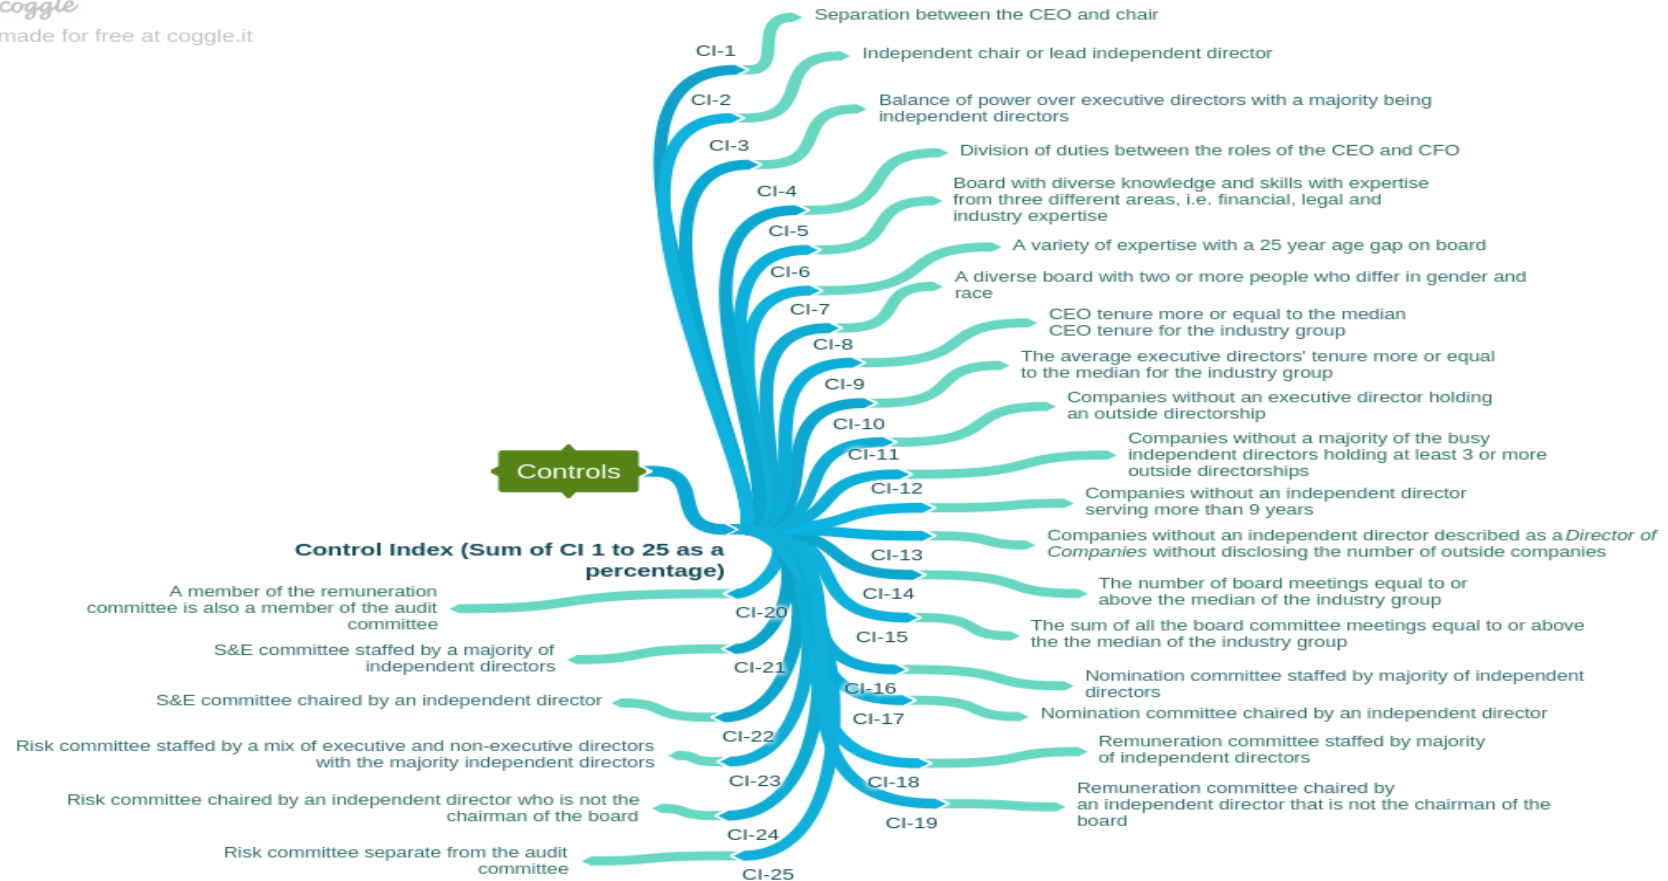 coggle
made for free at coggle.it
CI-1
Separation between the CEO and chair
CI-2
Independent chair or lead independent director
CI-3
Balance of power over executive directors with a majority being
independent directors
CI-4
Division of duties between the roles of the CEO and CFO
CI-5
Board with diverse knowledge and skills with expertise
from three different areas, i.e. financial, legal and
industry expertise
CI-6
A variety of expertise with a 25 year age gap on board
CI-7
A diverse board with two or more people who differ in gender and
race
CI-8
CEO tenure more or equal to the median
CEO tenure for the industry group
CI-9
The average executive directors' tenure more or equal
to the median for the industry group
CI-10
Companies without an executive director holding
an outside directorship
CI-11
Companies without a majority of the busy
independent directors holding at least 3 or more
outside directorships
CI-12
Companies without an independent director
serving more than 9 years
CI-13
Companies without an independent director described as a Director of
Companies without disclosing the number of outside companies
CI-14
The number of board meetings equal to or
above the median of the industry group
CI-15
The sum of all the board committee meetings equal to or above
the the median of the industry group
CI-16
Nomination committee staffed by majority of independent
directors
CI-17
Nomination committee chaired by an independent director
CI-18
Remuneration committee staffed by majority
of independent directors
CI-19
Remuneration committee chaired by
an independent director that is not the chairman of the
board
Controls
Control Index (Sum of CI 1 to 25 as a
percentage)
CI-20
A member of the remuneration
committee is also a member of the audit
committee
CI-21
S&E committee staffed by a majority of
independent directors
CI-22
S&E committee chaired by an independent director
CI-23
Risk committee staffed by a mix of executive and non-executive directors
with the majority independent directors
CI-24
Risk committee chaired by an independent director who is not the
chairman of the board
CI-25
Risk committee separate from the audit
committee